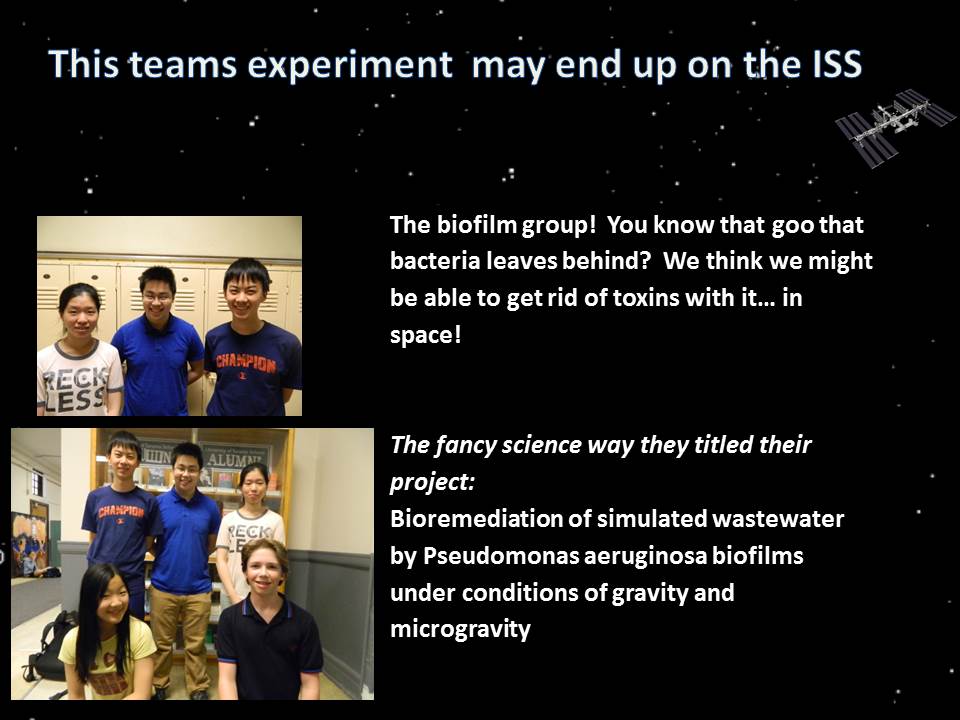 This teams experiment  may end up on the ISS
The biofilm group!  You know that goo that
bacteria leaves behind?  We think we might
be able to get rid of toxins with it… in
space!
CHAMPION
RECK
LESS
The fancy science way they titled their
project:
Bioremediation of simulated wastewater
by Pseudomonas aeruginosa biofilms
under conditions of gravity and
microgravity
ALUMNI
CHAMPION
RECK
LESS